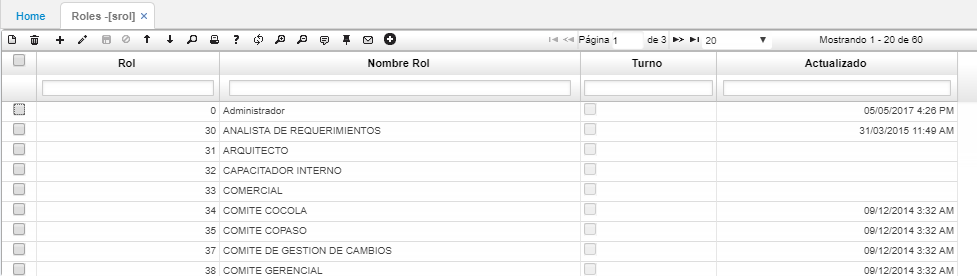 Home Roles -[srol] ×
Página 1 de 3 20 Mostrando 1 - 20 de 60
Rol Nombre Rol Turno Actualizado
0 Administrador 05/05/2017 4:26 PM
30 ANALISTA DE REQUERIMIENTOS 31/03/2015 11:49 AM
31 ARQUITECTO
32 CAPACITADOR INTERNO
33 COMERCIAL
34 COMITE COCOLA 09/12/2014 3:32 AM
35 COMITE COPASO 09/12/2014 3:32 AM
37 COMITE DE GESTION DE CAMBIOS 09/12/2014 3:32 AM
38 COMITE GERENCIAL 09/12/2014 3:32 AM